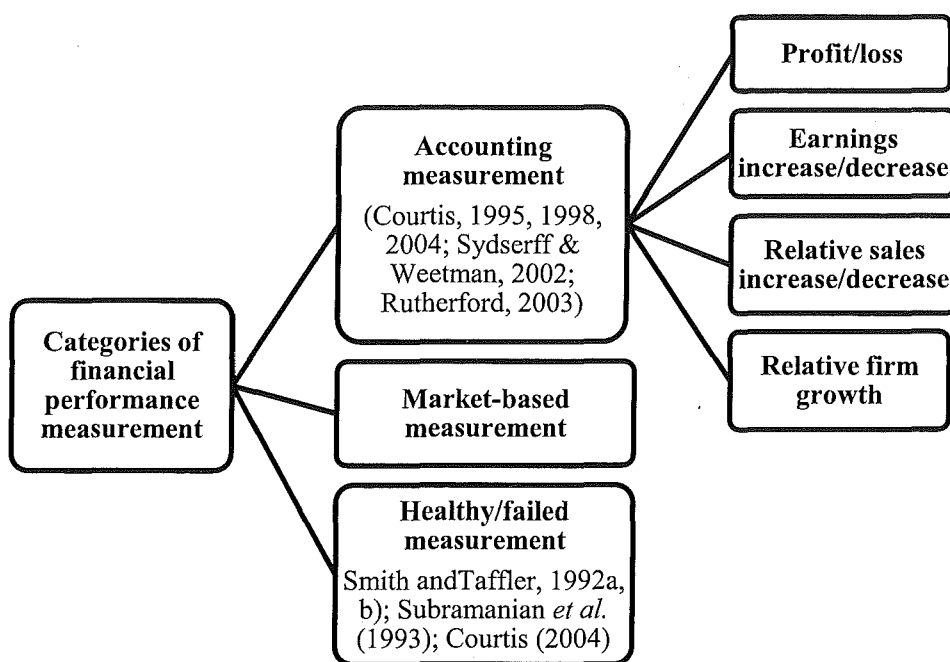 Categories of
financial
performance
measurement
Accounting
measurement
(Courtis, 1995, 1998,
2004; Sydserff &
Weetman, 2002;
Rutherford, 2003)
Market-based
measurement
Healthy/failed
measurement
Smith andTaffler, 1992a,
b); Subramanian et al.
(1993); Courtis (2004)
Profit/loss
Earnings
increase/decrease
Relative sales
increase/decrease
Relative firm
growth